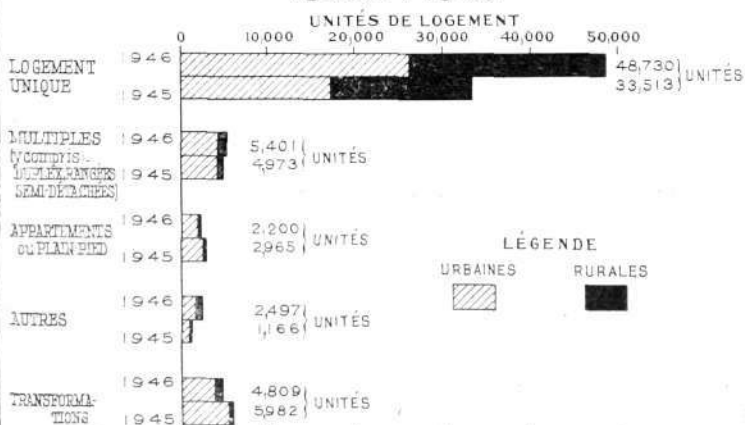 UNITÉS DE LOGEMENT
0 10,000 20,000 30,000 40,000 50,000
LOGEMENT
UNIQUE
1946
1945
48,730
33,513
UNITÉS
MULTIPLES
(y compris
DUPLEX, RANGÉES
SEMI-DÉTACHÉES)
1946
1945
5,401
4,973
UNITÉS
APPARTEMENTS
ou PLAIN PIED
1946
1945
2,200
2,965
UNITÉS
LÉGENDE
URBAINES RURALES
AUTRES
1946
1945
2,497
1,166
UNITÉS
TRANSFORMA-
TIONS
1946
1945
4,809
5,982
UNITÉS